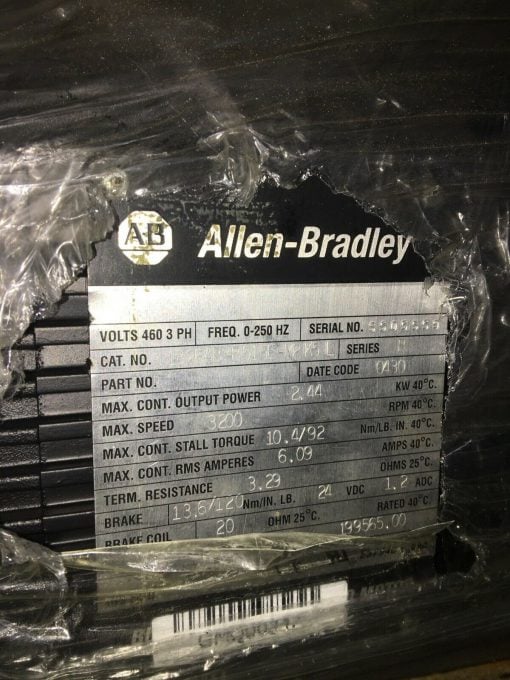 AB Allen-Bradley
VOLTS 460 3 PH FREQ. 0-250 HZ SERIAL NO.
CAT. NO. SERIES
PART NO. DATE CODE 0430
MAX. CONT. OUTPUT POWER 2.44 KW 40°C.
MAX. SPEED 3200 RPM 40°C.
MAX. CONT. STALL TORQUE 10.4/92 Nm/LB. IN. 40°C.
MAX. CONT. RMS AMPERES 6.09 AMPS 40°C.
TERM. RESISTANCE 3.29 OHMS 25°C.
BRAKE 13.6/120 Nm/IN. LB. 24 VDC 1.2 ADC
BRAKE COIL 20 OHM 25°C. RATED 40°C.
199565.00